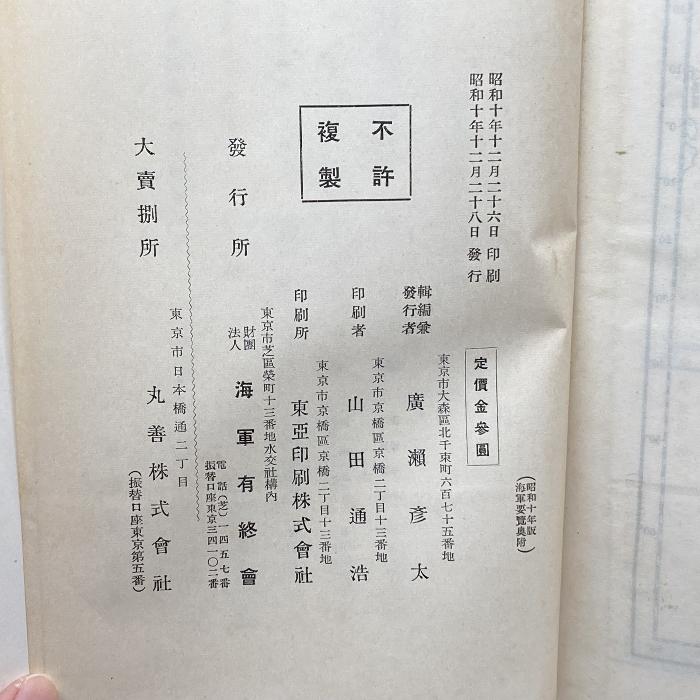 昭和十年十二月二十六日 印刷
昭和十年十二月二十八日 發行
(昭和十年版
海軍要覽奥附)
定價金參圓
不許
複製
東京市大森區北千束町六百七十五番地
輯編兼
發行者 廣瀨彦太
東京市京橋區京橋二丁目十三番地
印刷者 山田通浩
東京市京橋區京橋二丁目十三番地
印刷所 東亞印刷株式會社
東京市芝區榮町十三番地水交社構內
發行所 財團
法人 海軍有終會
電話(芝)一四五七番
振替口座東京三四一〇二番
東京市日本橋通二丁目
大賣捌所 丸善株式會社
(振替口座東京第五番)